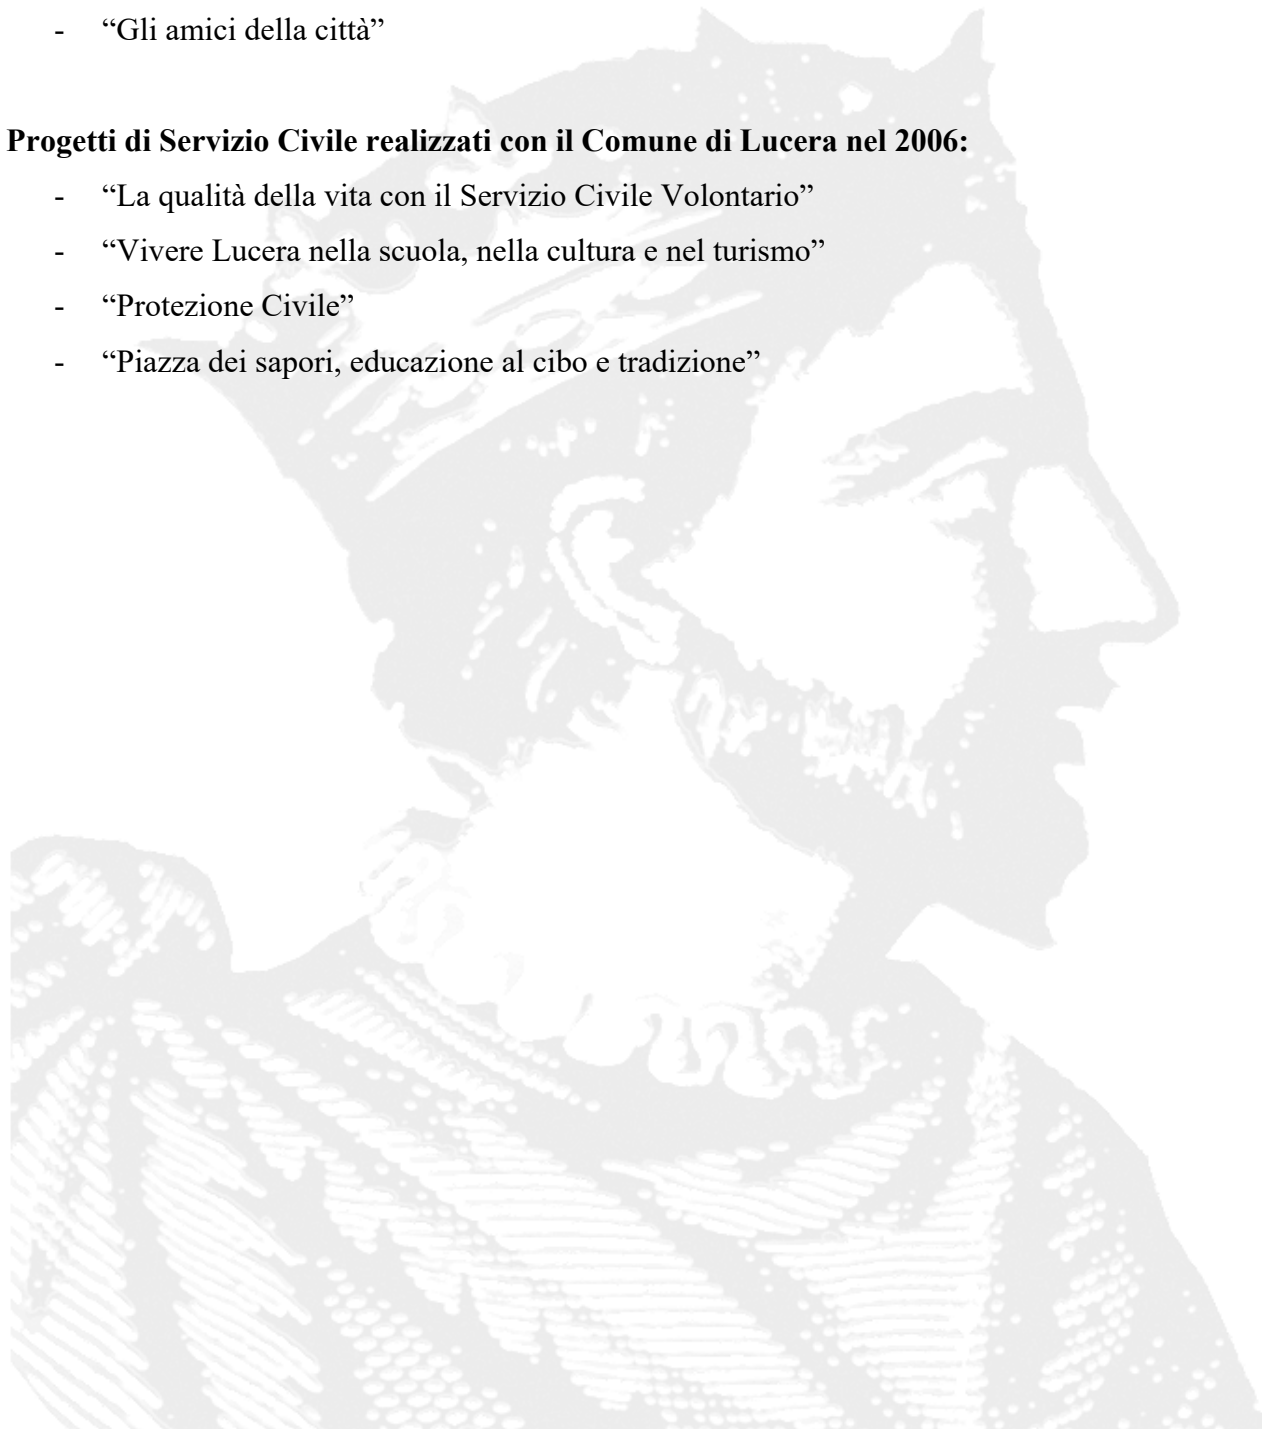 - “Gli amici della città”
Progetti di Servizio Civile realizzati con il Comune di Lucera nel 2006:
- “La qualità della vita con il Servizio Civile Volontario”
- “Vivere Lucera nella scuola, nella cultura e nel turismo”
- “Protezione Civile”
- “Piazza dei sapori, educazione al cibo e tradizione”